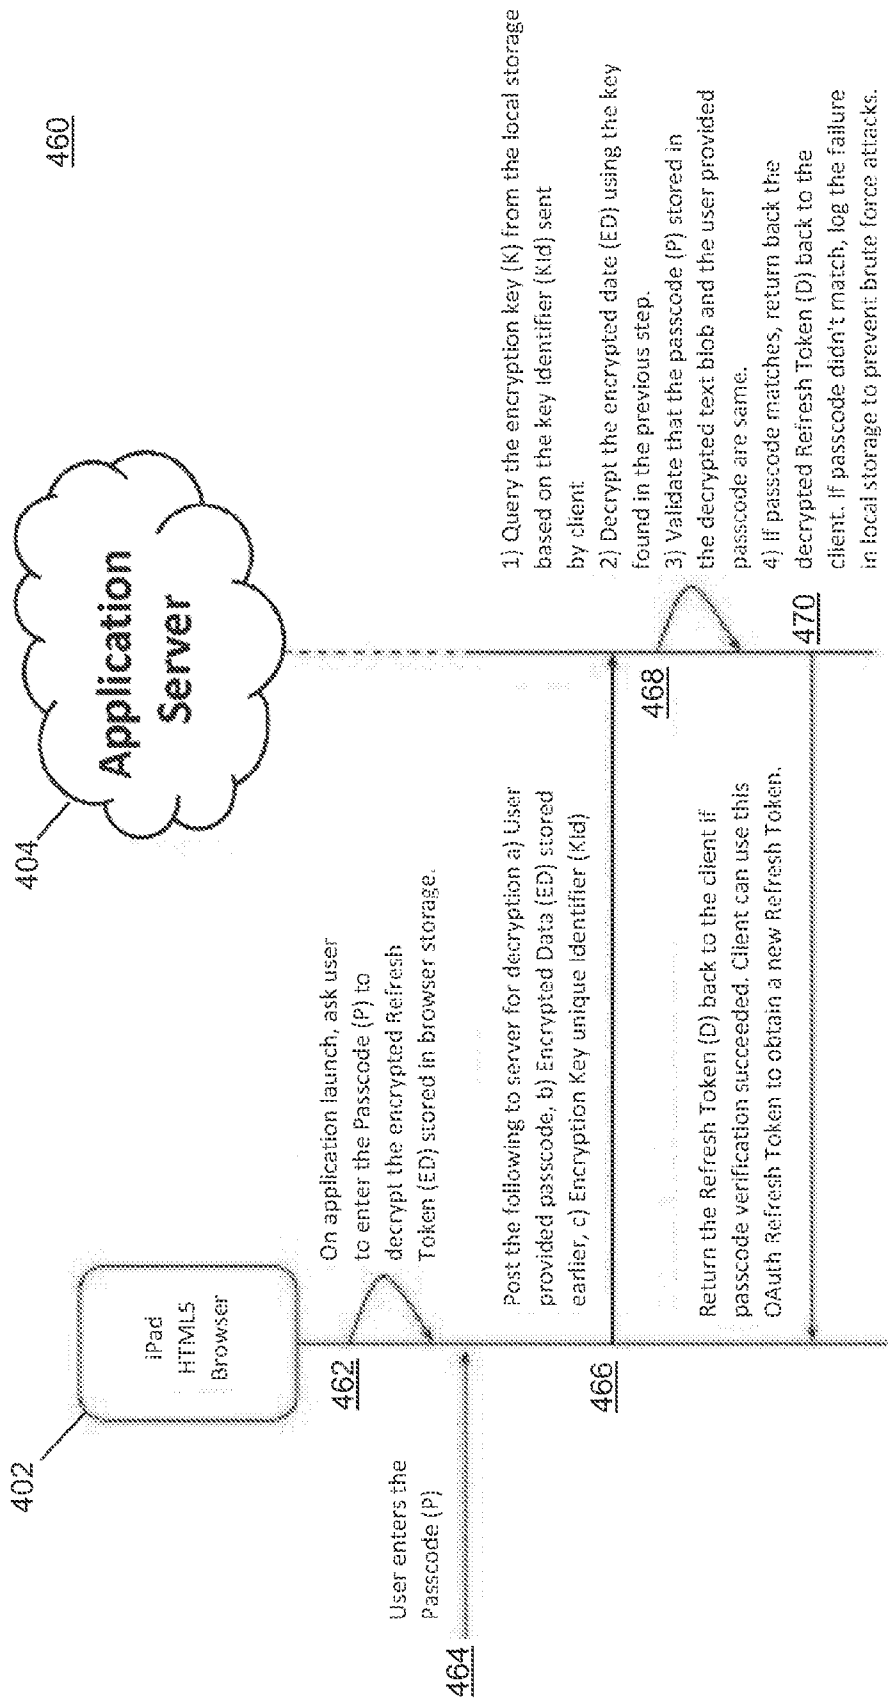 460
404
Application
Server
402
iPad
HTML5
Browser
462
On application launch, ask user
to enter the Passcode (P) to
decrypt the encrypted Refresh
Token (ED) stored in browser storage.
User enters the
Passcode (P)
464
466
Post the following to server for decryption a) User
provided passcode, b) Encrypted Data (ED) stored
earlier, c) Encryption Key unique Identifier (KId)
468
1) Query the encryption key (K) from the local storage
based on the key Identifier (KId) sent
by client
2) Decrypt the encrypted date (ED) using the key
found in the previous step.
3) Validate that the passcode (P) stored in
the decrypted text blob and the user provided
passcode are same.
4) If passcode matches, return back the
decrypted Refresh Token (D) back to the
client. If passcode didn't match, log the failure
in local storage to prevent brute force attacks.
470
Return the Refresh Token (D) back to the client if
passcode verification succeeded. Client can use this
OAuth Refresh Token to obtain a new Refresh Token.